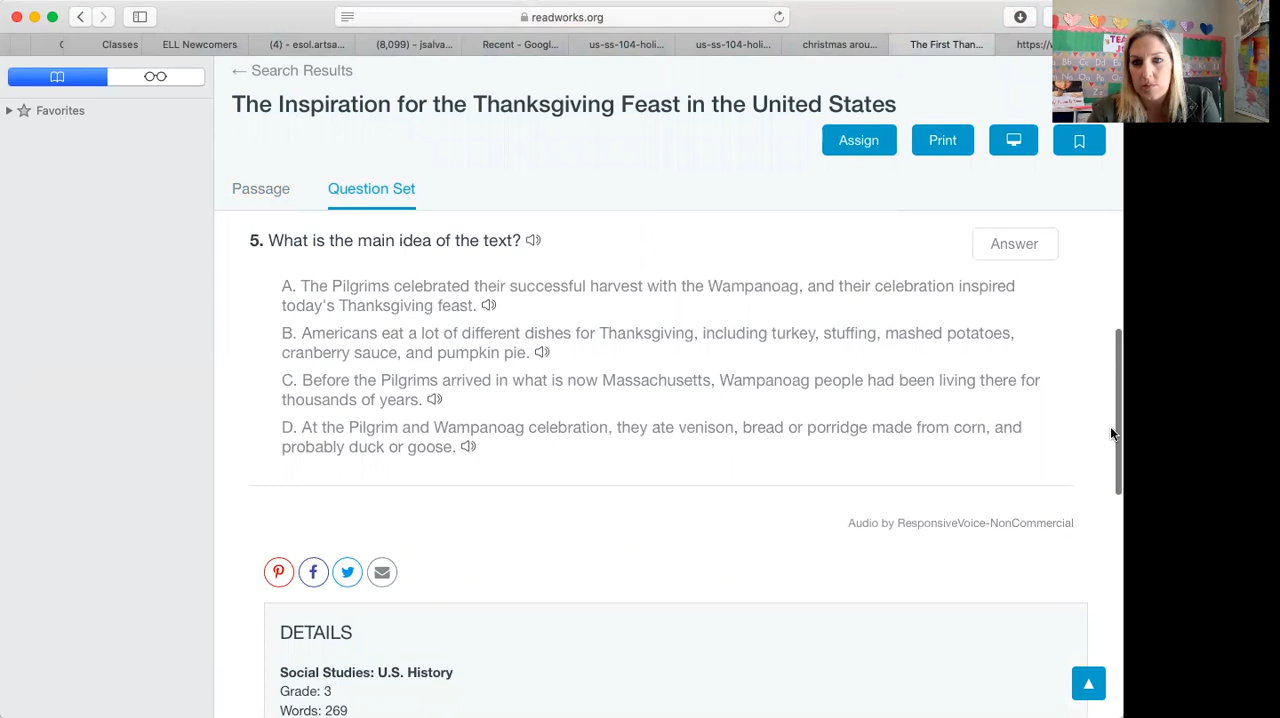 readworks.org
Classes
ELL Newcomers
(4) - esol.artsa...
(8,099) - jsalva...
Recent - Googl...
us-ss-104-holi...
us-ss-104-holi...
christmas arou...
The First Than...
← Search Results
Favorites
The Inspiration for the Thanksgiving Feast in the United States
Assign
Print
Passage
Question Set
5. What is the main idea of the text?
Answer
A. The Pilgrims celebrated their successful harvest with the Wampanoag, and their celebration inspired
today's Thanksgiving feast.
B. Americans eat a lot of different dishes for Thanksgiving, including turkey, stuffing, mashed potatoes,
cranberry sauce, and pumpkin pie.
C. Before the Pilgrims arrived in what is now Massachusetts, Wampanoag people had been living there for
thousands of years.
D. At the Pilgrim and Wampanoag celebration, they ate venison, bread or porridge made from corn, and
probably duck or goose.
Audio by ResponsiveVoice-NonCommercial
DETAILS
Social Studies: U.S. History
Grade: 3
Words: 269